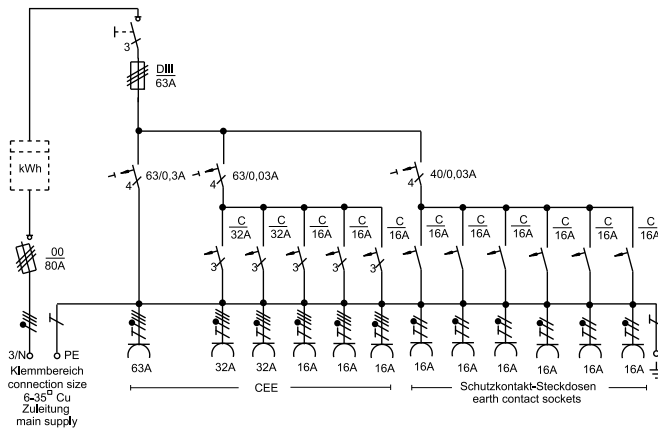 3
DIII
63A
kWh
63/0,3A
4
63/0,03A
4
40/0,03A
4
C C C C C C C C C C C
32A 32A 16A 16A 16A 16A 16A 16A 16A 16A 16A
00
80A
3 3 3 3 3
3/N PE
63A 32A 32A 16A 16A 16A 16A 16A 16A 16A 16A 16A
Klemmbereich
connection size
6-35□ Cu
Zuleitung
main supply
CEE
Schutzkontakt-Steckdosen
earth contact sockets